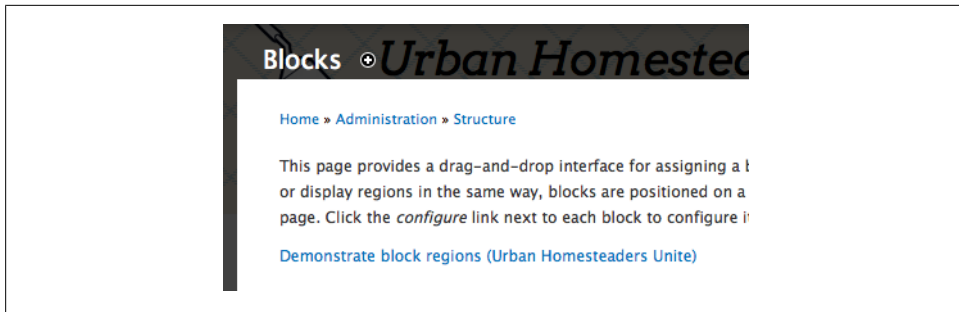 Blocks Urban Homestea
Home » Administration » Structure
This page provides a drag-and-drop interface for assigning a
or display regions in the same way, blocks are positioned on a
page. Click the configure link next to each block to configure
Demonstrate block regions (Urban Homesteaders Unite)